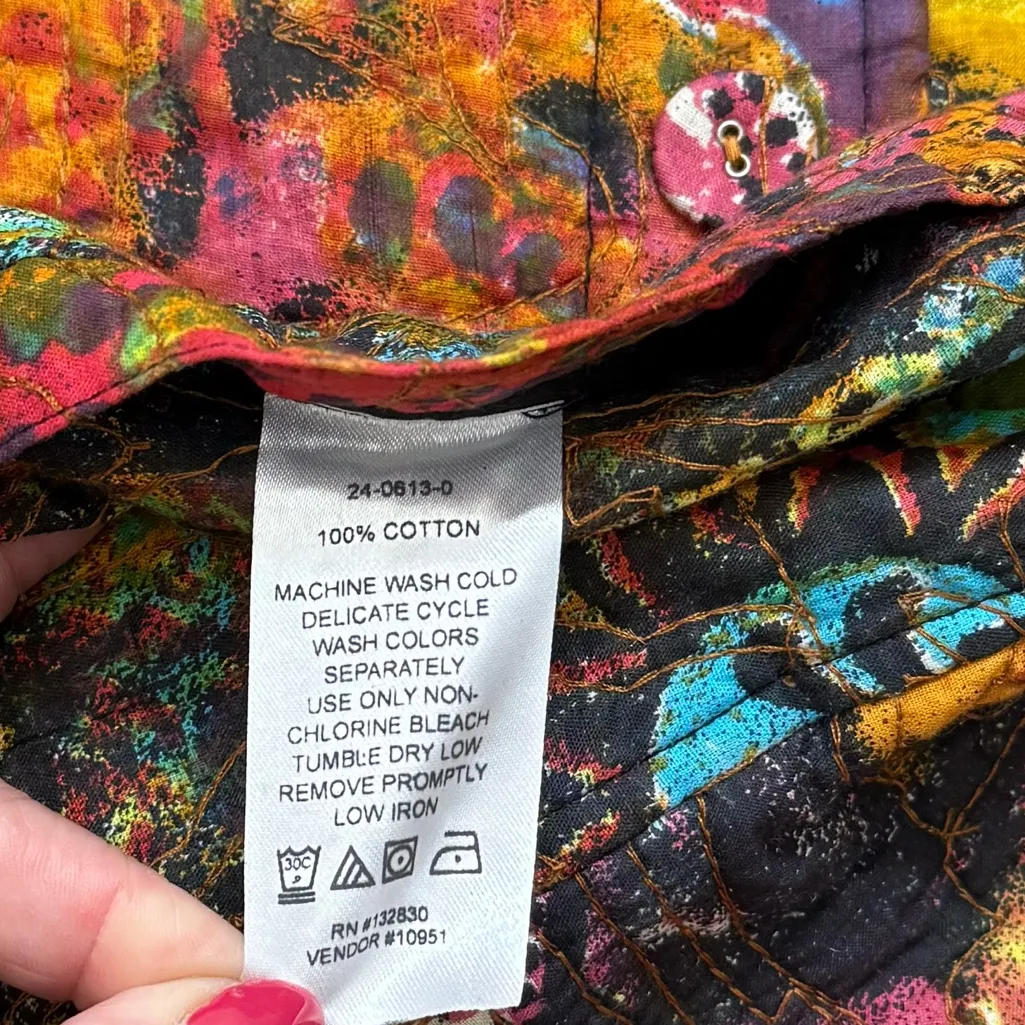 24-0613-0
100% COTTON
MACHINE WASH COLD
DELICATE CYCLE
WASH COLORS
SEPARATELY
USE ONLY NON-
CHLORINE BLEACH
TUMBLE DRY LOW
REMOVE PROMPTLY
LOW IRON
30C
RN #132830
VENDOR #10951